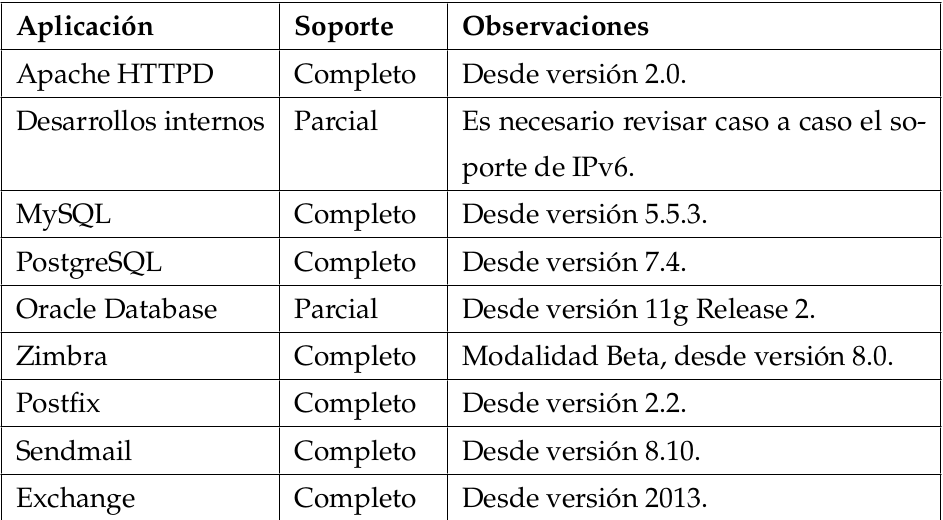 Aplicación Soporte Observaciones
Apache HTTPD Completo Desde versión 2.0.
Desarrollos internos Parcial Es necesario revisar caso a caso el so-
porte de IPv6.
MySQL Completo Desde versión 5.5.3.
PostgreSQL Completo Desde versión 7.4.
Oracle Database Parcial Desde versión 11g Release 2.
Zimbra Completo Modalidad Beta, desde versión 8.0.
Postfix Completo Desde versión 2.2.
Sendmail Completo Desde versión 8.10.
Exchange Completo Desde versión 2013.